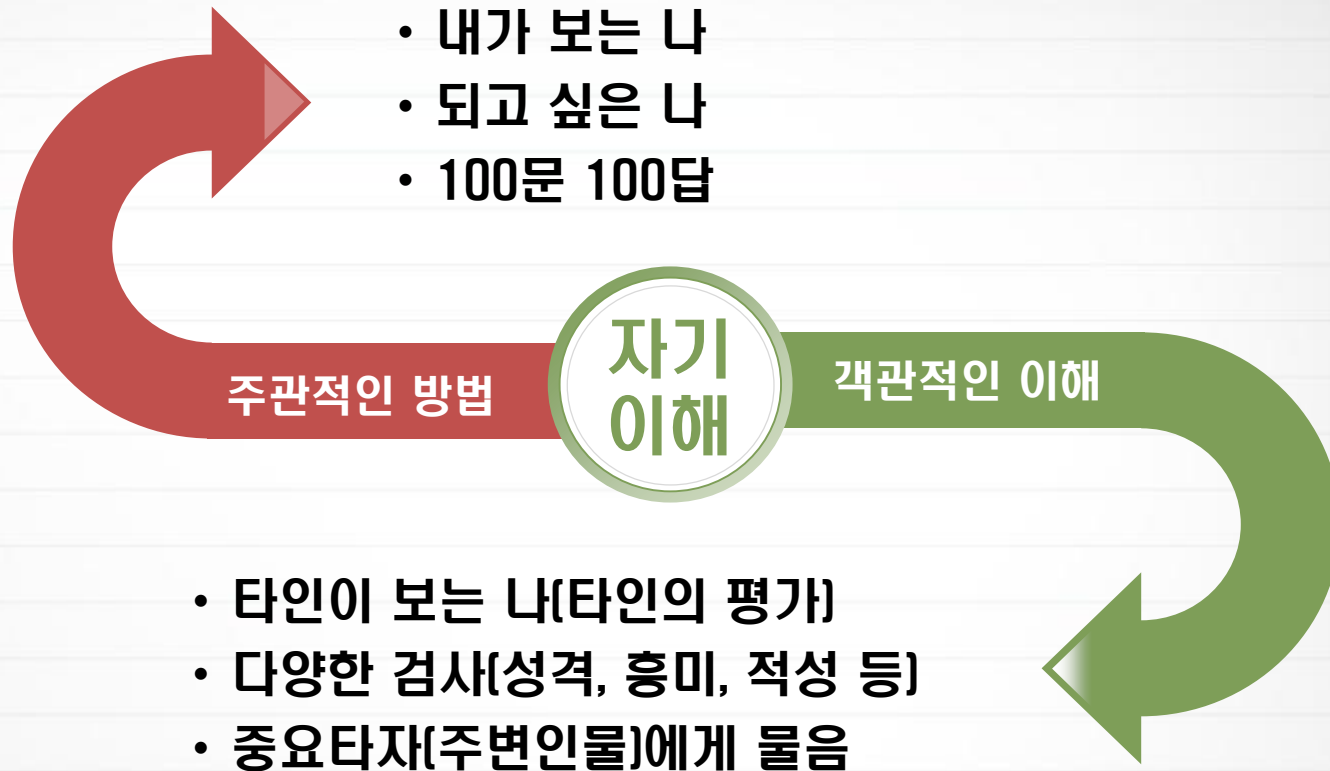 • 내가 보는 나
• 되고 싶은 나
• 100문 100답
주관적인 방법
자기
이해
객관적인 이해
• 타인이 보는 나(타인의 평가)
• 다양한 검사(성격, 흥미, 적성 등)
• 중요타자(주변인물)에게 물음